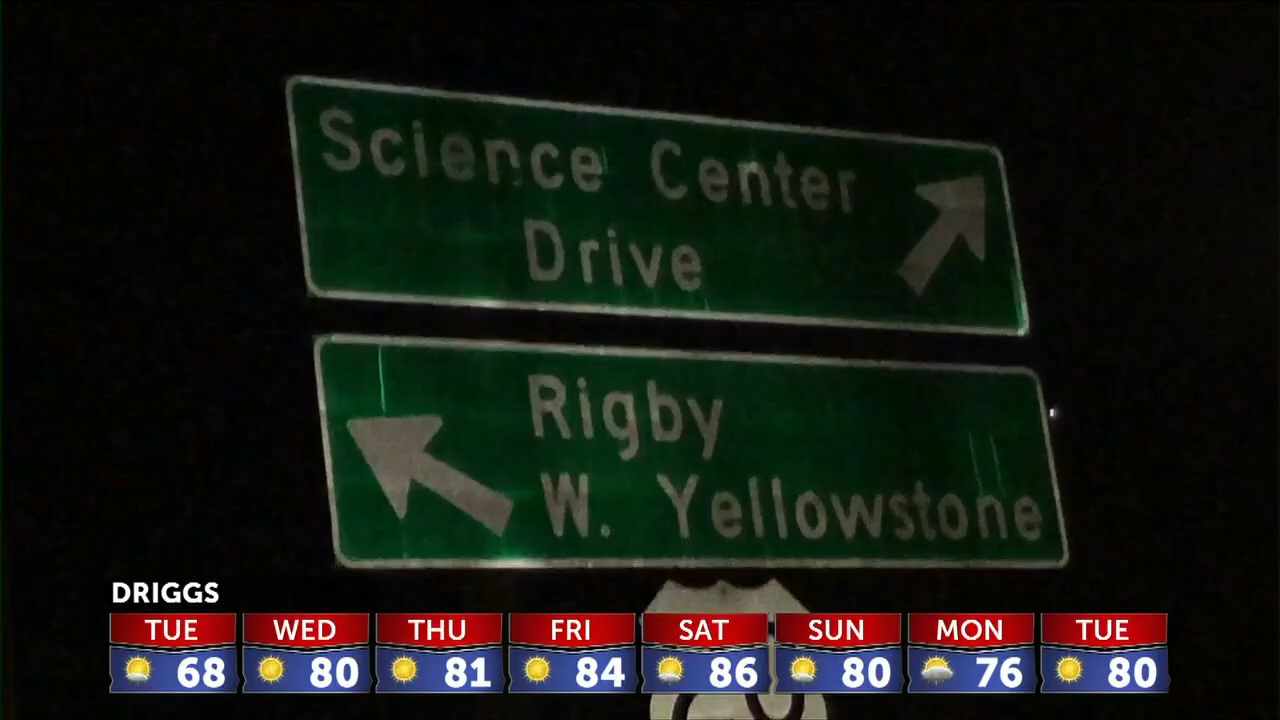 Science Center
Drive
Rigby
W. Yellowstone
DRIGGS
TUE WED THU FRI SAT SUN MON TUE
68 80 81 84 86 80 76 80